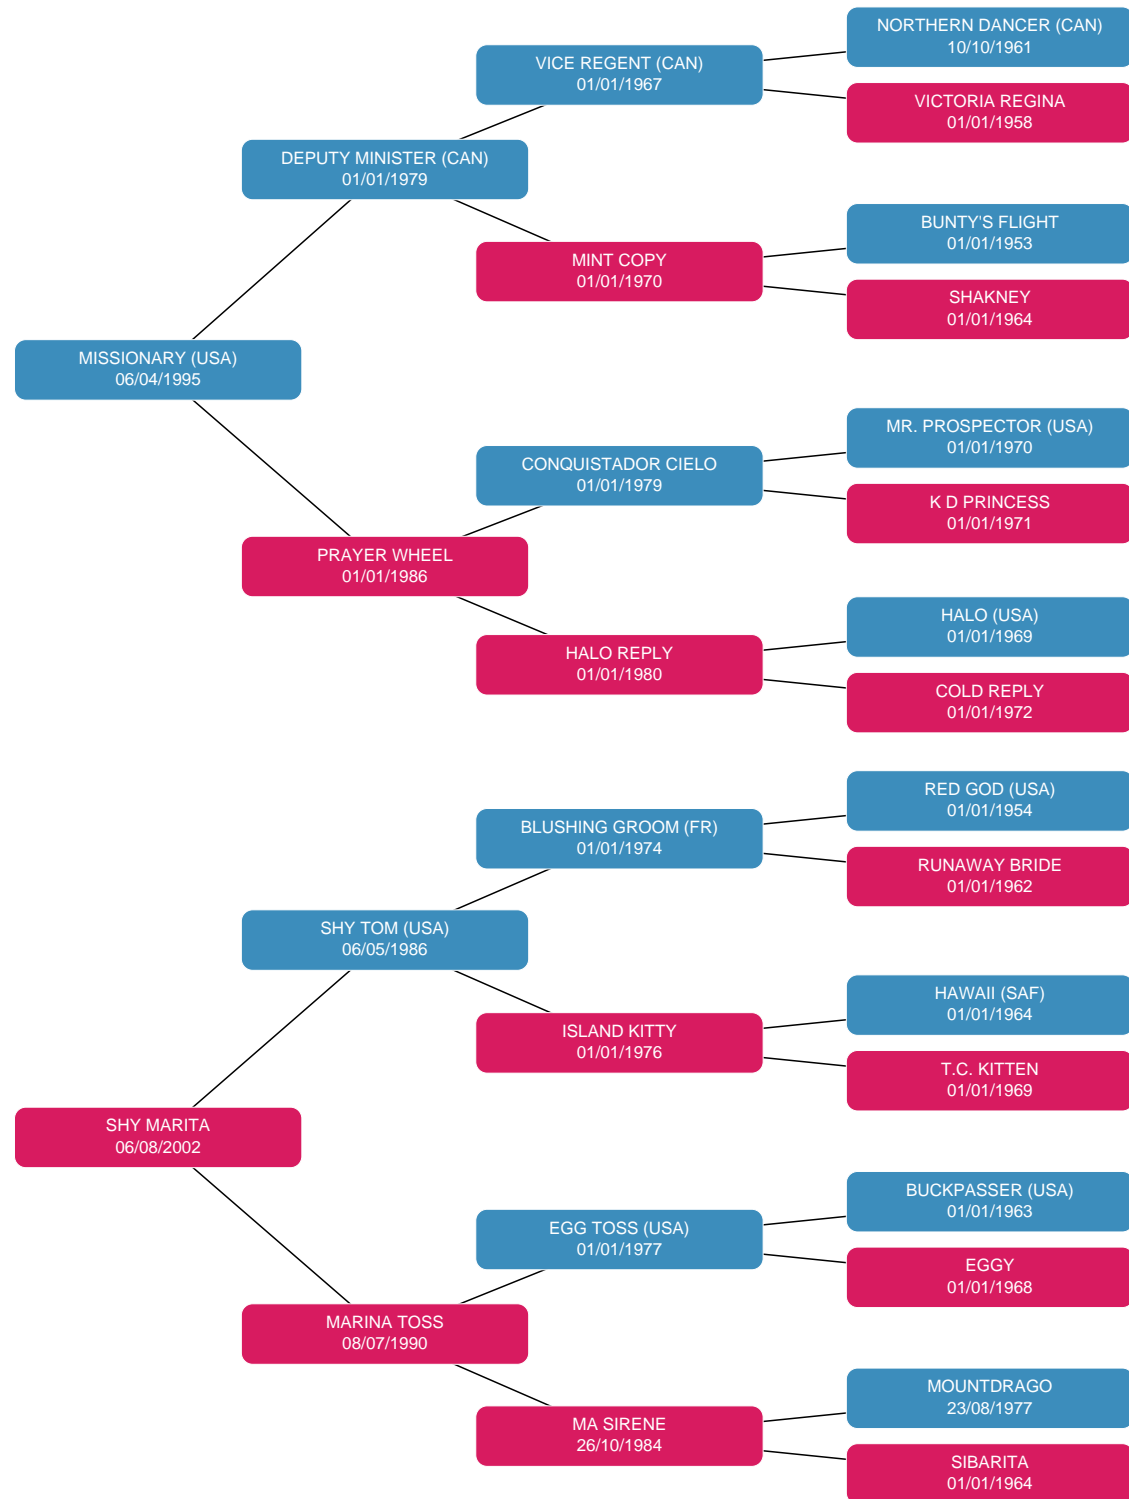 NORTHERN DANCER (CAN)
10/10/1961
VICE REGENT (CAN)
01/01/1967
VICTORIA REGINA
01/01/1958
DEPUTY MINISTER (CAN)
01/01/1979
BUNTY'S FLIGHT
01/01/1953
MINT COPY
01/01/1970
SHAKNEY
01/01/1964
MISSIONARY (USA)
06/04/1995
MR. PROSPECTOR (USA)
01/01/1970
CONQUISTADOR CIELO
01/01/1979
K D PRINCESS
01/01/1971
PRAYER WHEEL
01/01/1986
HALO (USA)
01/01/1969
HALO REPLY
01/01/1980
COLD REPLY
01/01/1972
RED GOD (USA)
01/01/1954
BLUSHING GROOM (FR)
01/01/1974
RUNAWAY BRIDE
01/01/1962
SHY TOM (USA)
06/05/1986
HAWAII (SAF)
01/01/1964
ISLAND KITTY
01/01/1976
T.C. KITTEN
01/01/1969
SHY MARITA
06/08/2002
BUCKPASSER (USA)
01/01/1963
EGG TOSS (USA)
01/01/1977
EGGY
01/01/1968
MARINA TOSS
08/07/1990
MOUNTDRAGO
23/08/1977
MA SIRENE
26/10/1984
SIBARITA
01/01/1964